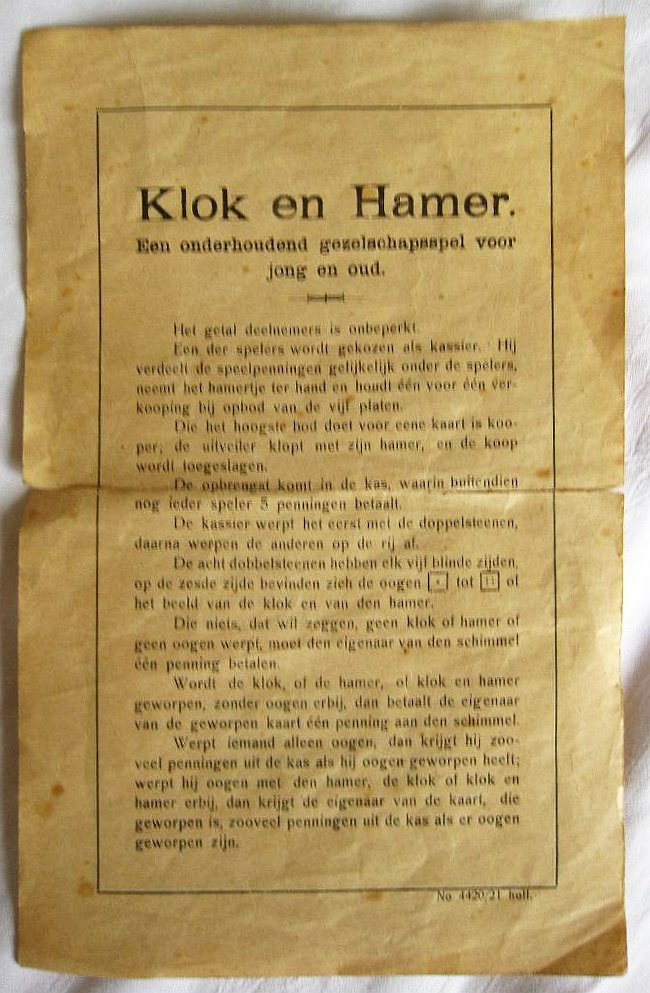 Klok en Hamer.
Een onderhoudend gezelschapsspel voor
jong en oud.
Het getal deelnemers is onbeperkt.
Een der spelers wordt gekozen als kassier. Hij
verdeelt de speelpenningen gelijkelijk onder de spelers,
neemt het hamertje ter hand en houdt één voor één ver-
kooping bij opbod van de vijf platen.
Die het hoogste bod doet voor eene kaart is koo-
per; de uitveiler klopt met zijn hamer, en de koop
wordt toegeslagen.
De opbrengst komt in de kas, waarin buitendien
nog ieder speler 5 penningen betaalt.
De kassier werpt het eerst met de doppelsteenen,
daarna werpen de anderen op de rij af.
De acht dobbelsteenen hebben elk vijf blinde zijden,
op de zesde zijde bevinden zich de oogen tot of
het beeld van de klok en van den hamer.
Die niets, dat wil zeggen, geen klok of hamer of
geen oogen werpt, moet den eigenaar van den schimmel
één penning betalen.
Wordt de klok, of de hamer, of klok en hamer
geworpen, zonder oogen erbij, dan betaalt de eigenaar
van de geworpen kaart één penning aan den schimmel.
Werpt iemand alleen oogen, dan krijgt hij zoo-
veel penningen uit de kas als hij oogen geworpen heeft;
werpt hij oogen met den hamer, de klok of klok en
hamer erbij, dan krijgt de eigenaar van de kaart, die
geworpen is, zooveel penningen uit de kas als er oogen
geworpen zijn.
No 4420/21 holl.